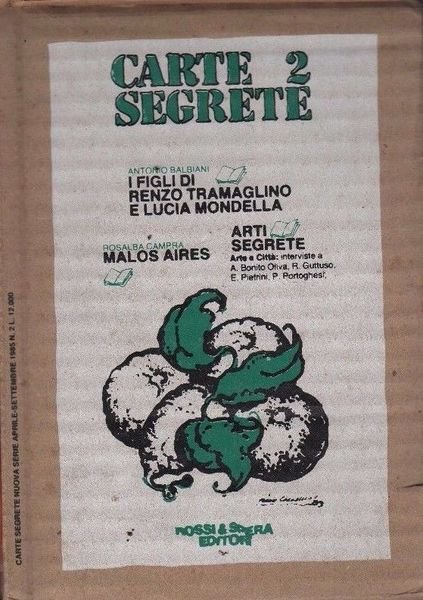 CARTE 2
SEGRETE
ANTONIO BALBIANI
I FIGLI DI
RENZO TRAMAGLINO
E LUCIA MONDELLA
ROSALBA CAMPRA
MALOS AIRES
ARTI
SEGRETE
Arte e Città: interviste a
A. Bonito Oliva, R. Guttuso,
E. Pietrini, P. Portoghesi,
ROSSI & SPERA
EDITORI
CARTE SEGRETE NUOVA SERIE APRILE-SETTEMBRE 1985 N. 2 L. 12.000